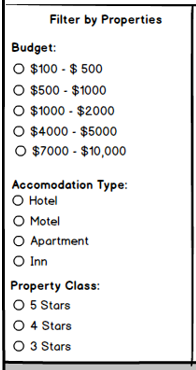 Filter by Properties
Budget:
$100 - $ 500
$500 - $1000
$1000 - $2000
$4000 - $5000
$7000 - $10,000
Accomodation Type:
Hotel
Motel
Apartment
Inn
Property Class:
5 Stars
4 Stars
3 Stars